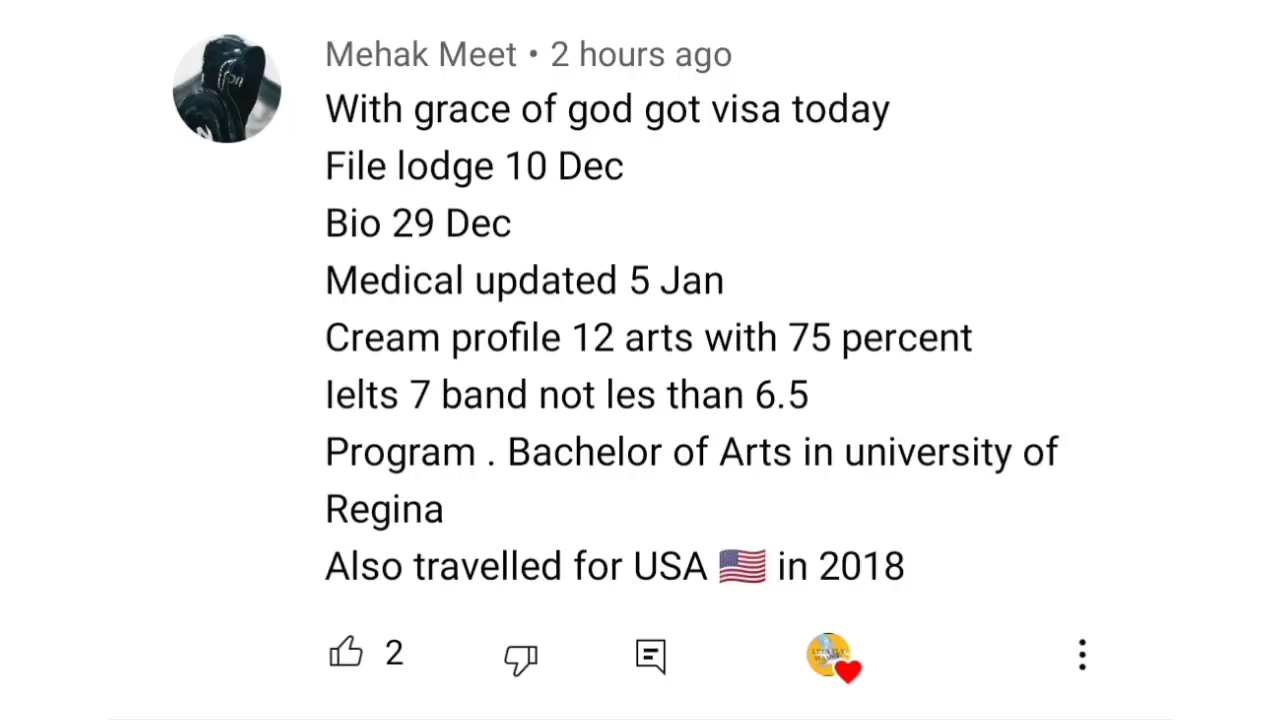 Mehak Meet • 2 hours ago
With grace of god got visa today
File lodge 10 Dec
Bio 29 Dec
Medical updated 5 Jan
Cream profile 12 arts with 75 percent
Ielts 7 band not les than 6.5
Program . Bachelor of Arts in university of
Regina
Also travelled for USA 🇺🇸 in 2018
2